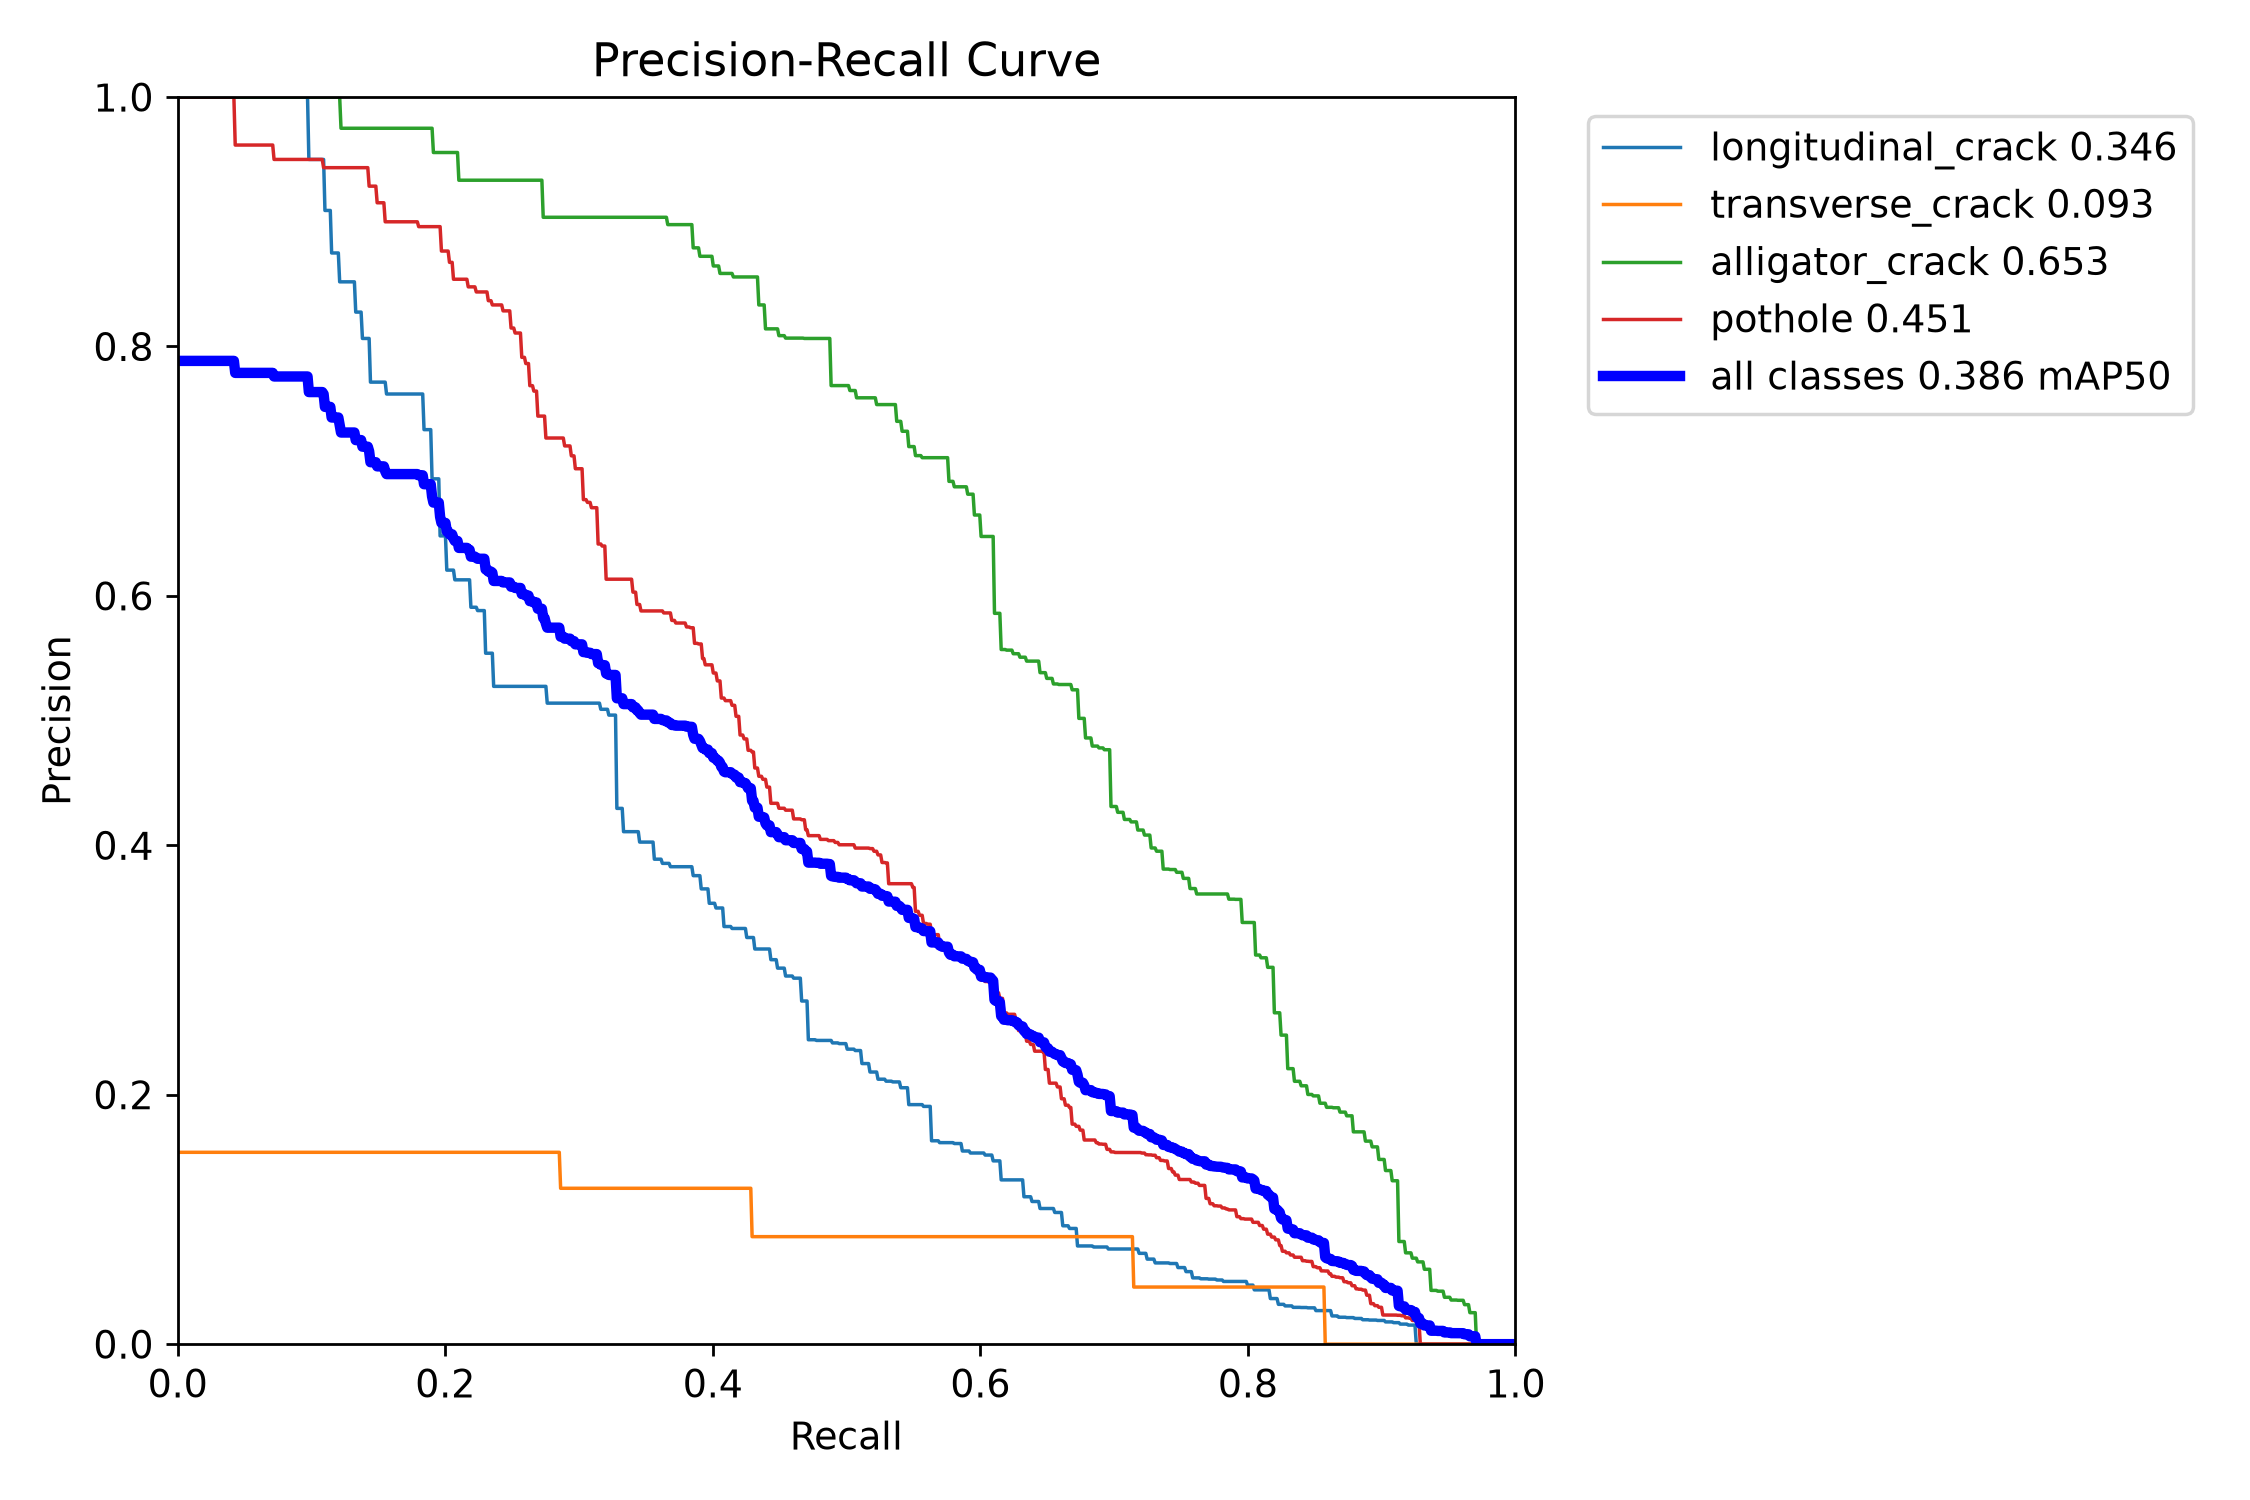 Precision-Recall Curve
1.0
0.8
0.6
0.4
0.2
0.0
Precision
0.0 0.2 0.4 0.6 0.8 1.0
Recall
longitudinal_crack 0.346
transverse_crack 0.093
alligator_crack 0.653
pothole 0.451
all classes 0.386 mAP50